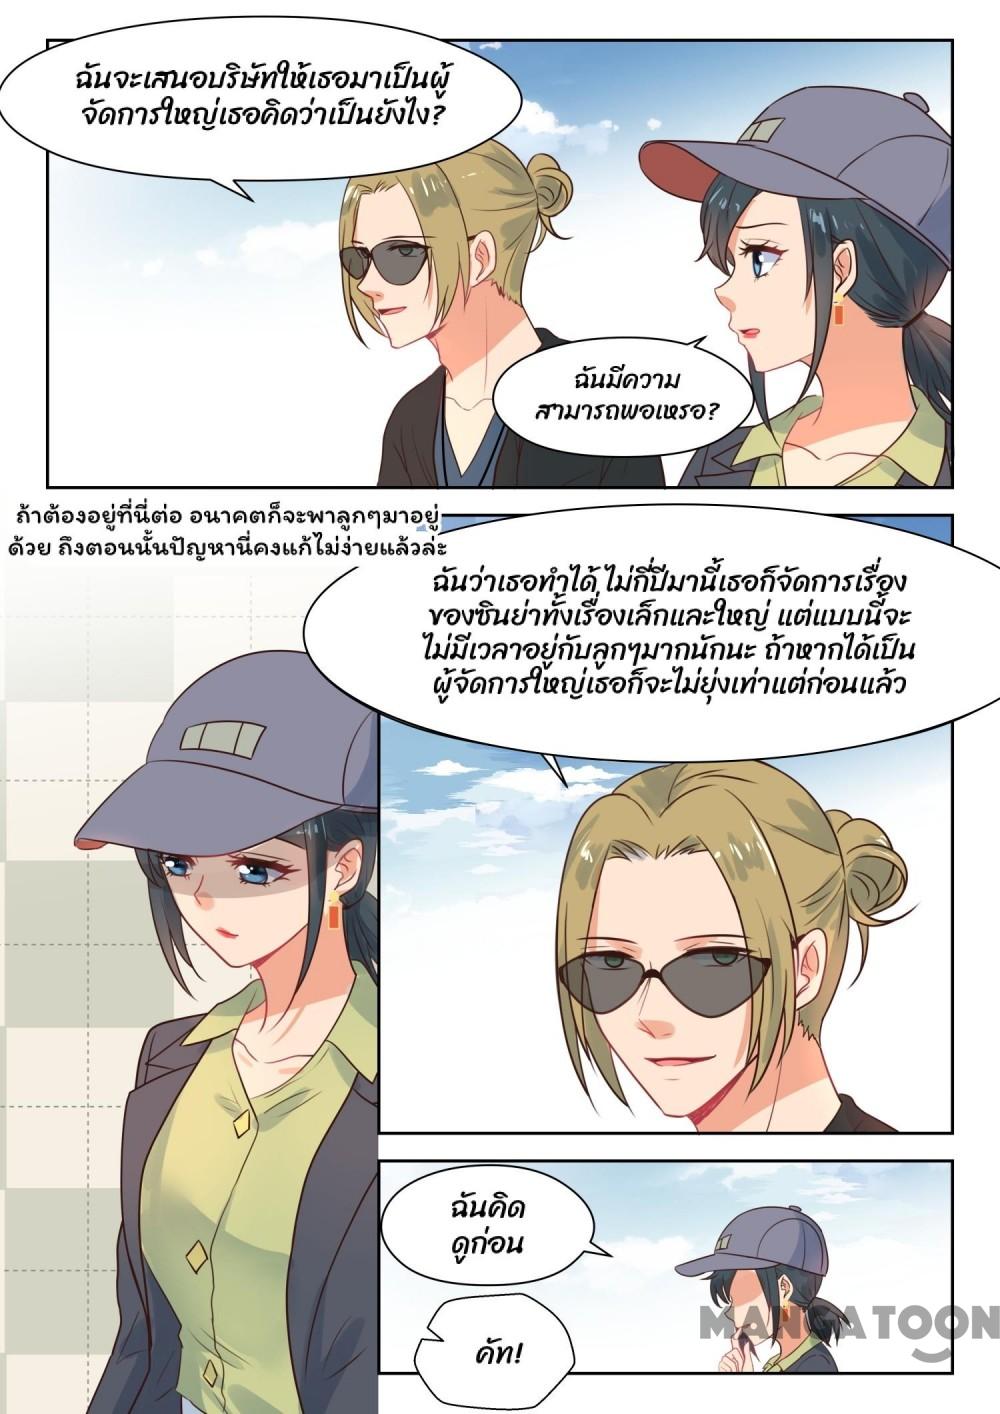 ฉันจะเสนอบริษัทให้เธอมาเป็นผู้
จัดการใหญ่เธอคิดว่าเป็นยังไง?
ฉันมีความ
สามารถพอเหรอ?
ถ้าต้องอยู่ที่นี่ต่อ อนาคตก็จะพาลูกๆมาอยู่
ด้วย ถึงตอนนั้นปัญหานี่คงแก้ไม่ง่ายแล้วล่ะ
ฉันว่าเธอทำได้ ไม่กี่ปีมานี้เธอก็จัดการเรื่อง
ของซินย่าทั้งเรื่องเล็กและใหญ่ แต่แบบนี้จะ
ไม่มีเวลาอยู่กับลูกๆมากนักนะ ถ้าหากได้เป็น
ผู้จัดการใหญ่เธอก็จะไม่ยุ่งเท่าแต่ก่อนแล้ว
ฉันคิด
ดูก่อน
คัท!
MANGATOON